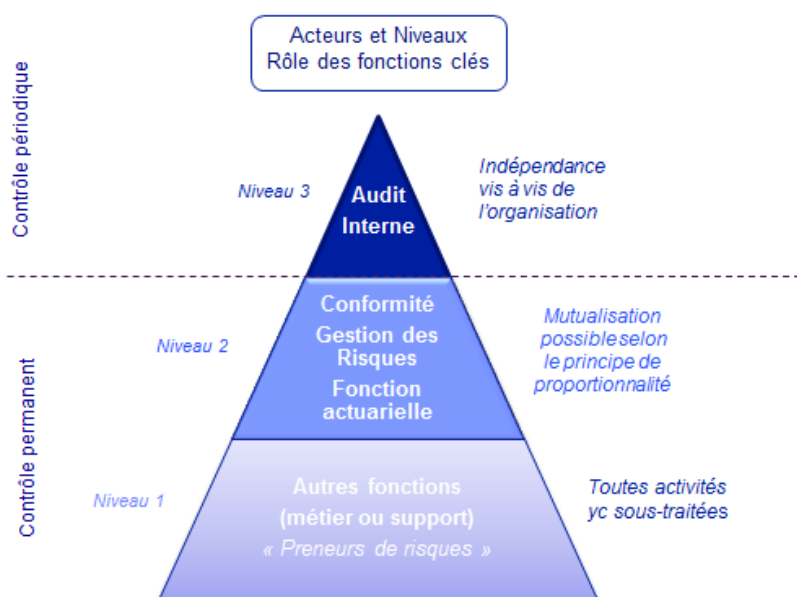 Acteurs et Niveaux
Rôle des fonctions clés
Contrôle périodique
Niveau 3
Audit
Interne
Indépendance
vis à vis de
l'organisation
Contrôle permanent
Niveau 2
Conformité
Gestion des
Risques
Fonction
actuarielle
Mutualisation
possible selon
le principe de
proportionnalité
Niveau 1
Autres fonctions
(métier ou support)
« Preneurs de risques »
Toutes activités
yc sous-traitées